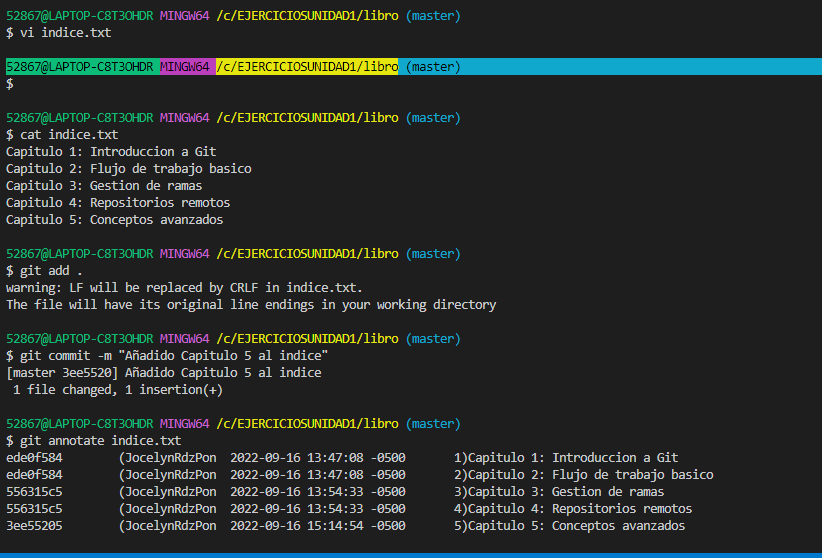 52867@LAPTOP-C8T3OHDR MINGW64 /c/EJERCICIOSUNIDAD1/libro (master)
$ vi indice.txt
52867@LAPTOP-C8T3OHDR MINGW64 /c/EJERCICIOSUNIDAD1/libro (master)
$
52867@LAPTOP-C8T3OHDR MINGW64 /c/EJERCICIOSUNIDAD1/libro (master)
$ cat indice.txt
Capitulo 1: Introduccion a Git
Capitulo 2: Flujo de trabajo basico
Capitulo 3: Gestion de ramas
Capitulo 4: Repositorios remotos
Capitulo 5: Conceptos avanzados
52867@LAPTOP-C8T3OHDR MINGW64 /c/EJERCICIOSUNIDAD1/libro (master)
$ git add .
warning: LF will be replaced by CRLF in indice.txt.
The file will have its original line endings in your working directory
52867@LAPTOP-C8T3OHDR MINGW64 /c/EJERCICIOSUNIDAD1/libro (master)
$ git commit -m "Añadido Capitulo 5 al indice"
[master 3ee5520] Añadido Capitulo 5 al indice
 1 file changed, 1 insertion(+)
52867@LAPTOP-C8T3OHDR MINGW64 /c/EJERCICIOSUNIDAD1/libro (master)
$ git annotate indice.txt
ede0f584 (JocelynRdzPon 2022-09-16 13:47:08 -0500 1)Capitulo 1: Introduccion a Git
ede0f584 (JocelynRdzPon 2022-09-16 13:47:08 -0500 2)Capitulo 2: Flujo de trabajo basico
556315c5 (JocelynRdzPon 2022-09-16 13:54:33 -0500 3)Capitulo 3: Gestion de ramas
556315c5 (JocelynRdzPon 2022-09-16 13:54:33 -0500 4)Capitulo 4: Repositorios remotos
3ee55205 (JocelynRdzPon 2022-09-16 15:14:54 -0500 5)Capitulo 5: Conceptos avanzados